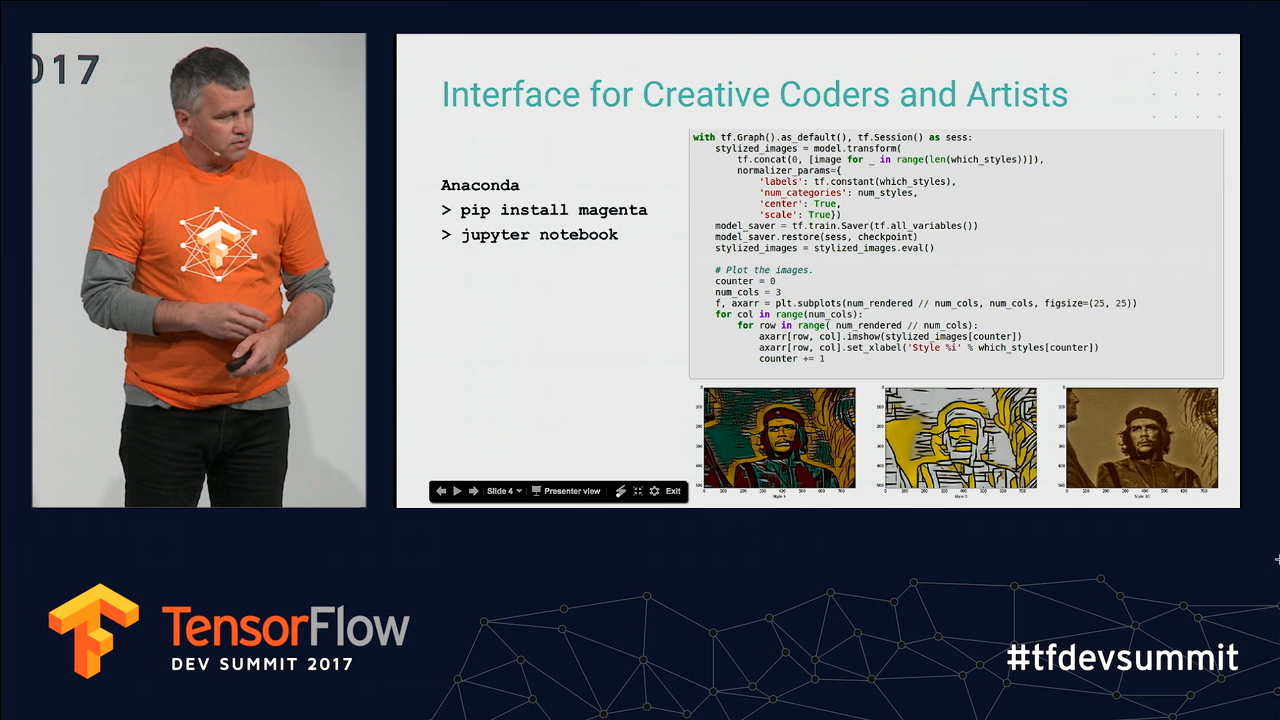 017
Interface for Creative Coders and Artists
Anaconda
> pip install magenta
> jupyter notebook
with tf.Graph().as_default(), tf.Session() as sess:
stylized_images = model.transform(
tf.concat(0, [image for _ in range(len(which_styles))]),
normalizer_params={
'labels': tf.constant(which_styles),
'num_categories': num_styles,
'center': True,
'scale': True})
model_saver = tf.train.Saver(tf.all_variables())
model_saver.restore(sess, checkpoint)
stylized_images = stylized_images.eval()
# Plot the images.
counter = 0
num_cols = 3
f, axarr = plt.subplots(num_rendered // num_cols, num_cols, figsize=(25, 25))
for col in range(num_cols):
for row in range( num_rendered // num_cols):
axarr[row, col].imshow(stylized_images[counter])
axarr[row, col].set_xlabel('Style %i' % which_styles[counter])
counter += 1
Slide 4
Presenter view
Exit
TensorFlow
DEV SUMMIT 2017
#tfdevsummit